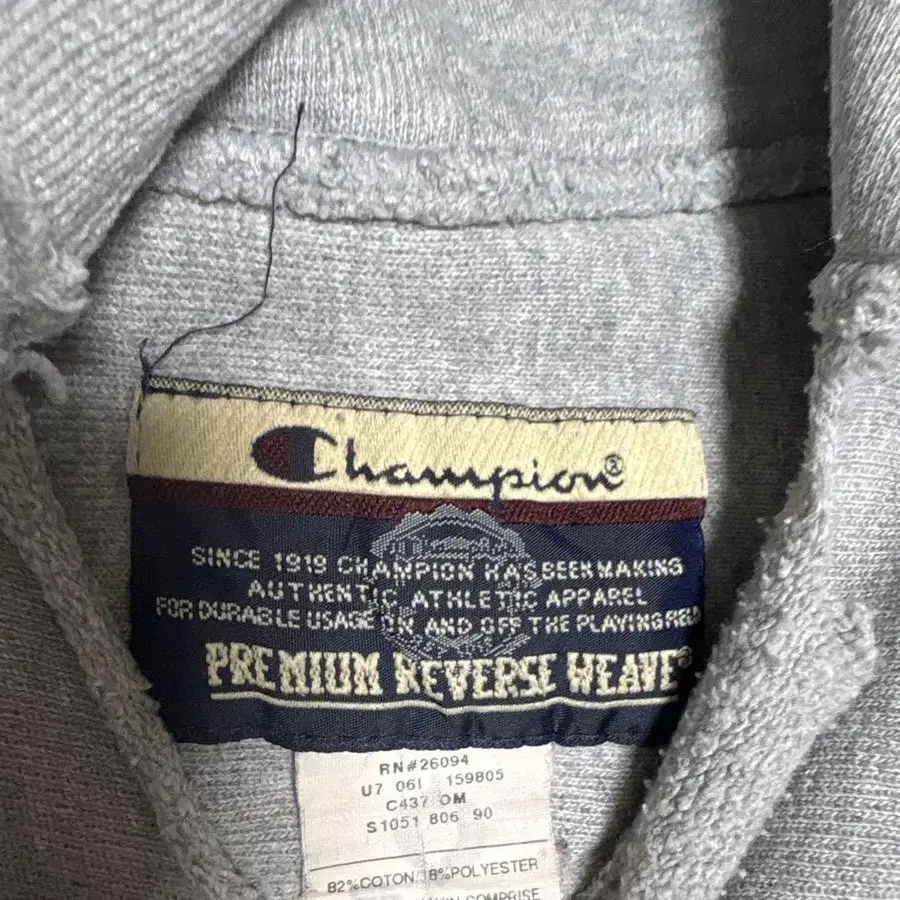 Champion®
SINCE 1919 CHAMPION HAS BEEN MAKING
AUTHENTIC ATHLETIC APPAREL
FOR DURABLE USAGE ON AND OFF THE PLAYING FIELD
PREMIUM REVERSE WEAVE®
RN#26094
U7 061 159805
C437 OM
S1051 806 90
82%COTON/18%POLYESTER
COMPRISE